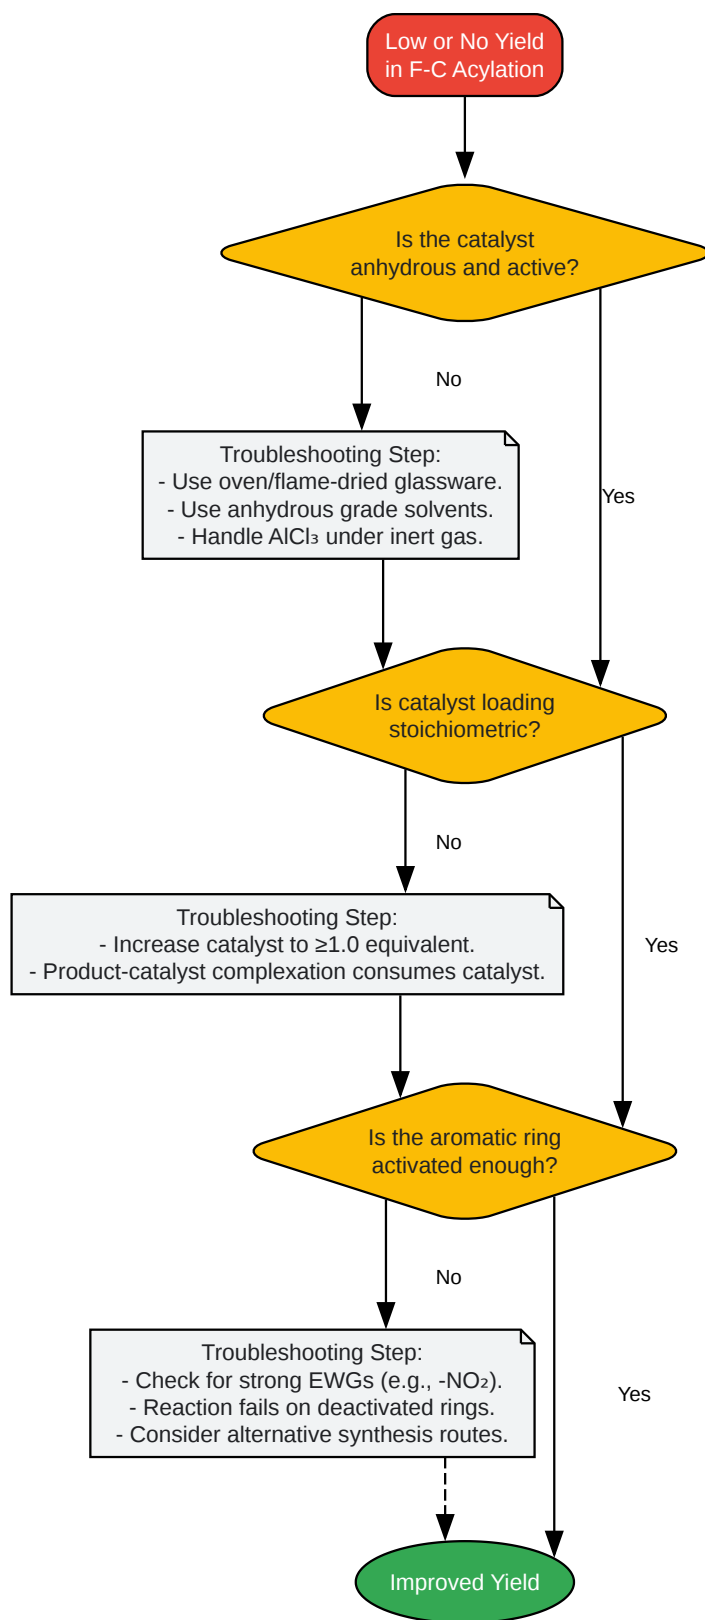 Low or No Yield
in F-C Acylation
Is the catalyst
anhydrous and active?
No
Yes
Troubleshooting Step:
- Use oven/flame-dried glassware.
- Use anhydrous grade solvents.
- Handle AlCl₃ under inert gas.
Is catalyst loading
stoichiometric?
No
Yes
Troubleshooting Step:
- Increase catalyst to ≥1.0 equivalent.
- Product-catalyst complexation consumes catalyst.
Is the aromatic ring
activated enough?
No
Yes
Troubleshooting Step:
- Check for strong EWGs (e.g., -NO₂).
- Reaction fails on deactivated rings.
- Consider alternative synthesis routes.
Improved Yield